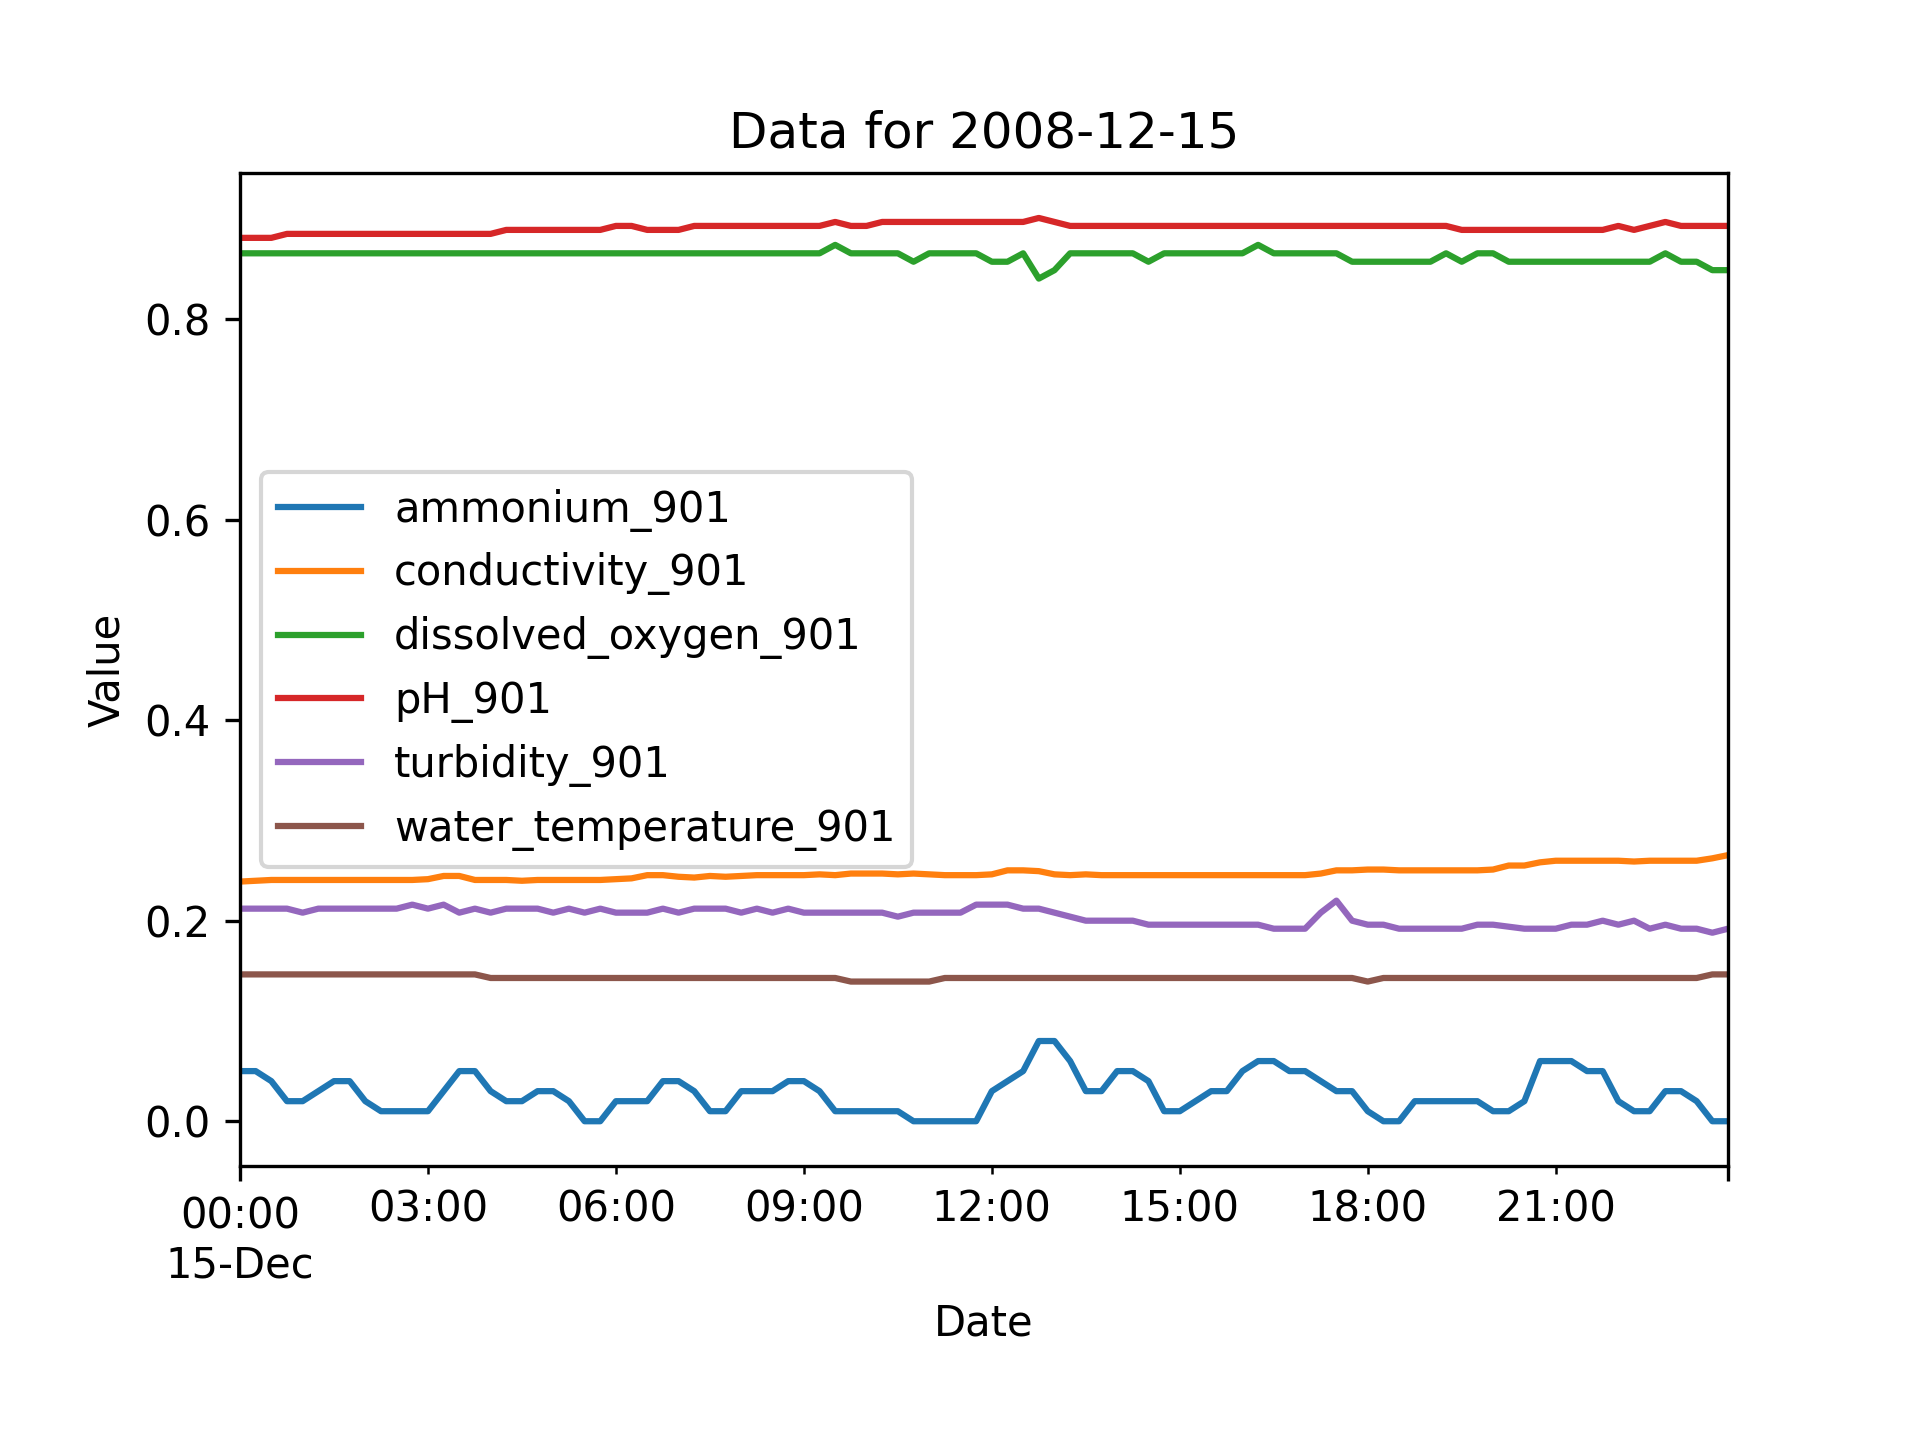 Data for 2008-12-15
Value
0.8
0.6
0.4
0.2
0.0
ammonium_901
conductivity_901
dissolved_oxygen_901
pH_901
turbidity_901
water_temperature_901
00:00 03:00 06:00 09:00 12:00 15:00 18:00 21:00
15-Dec
Date